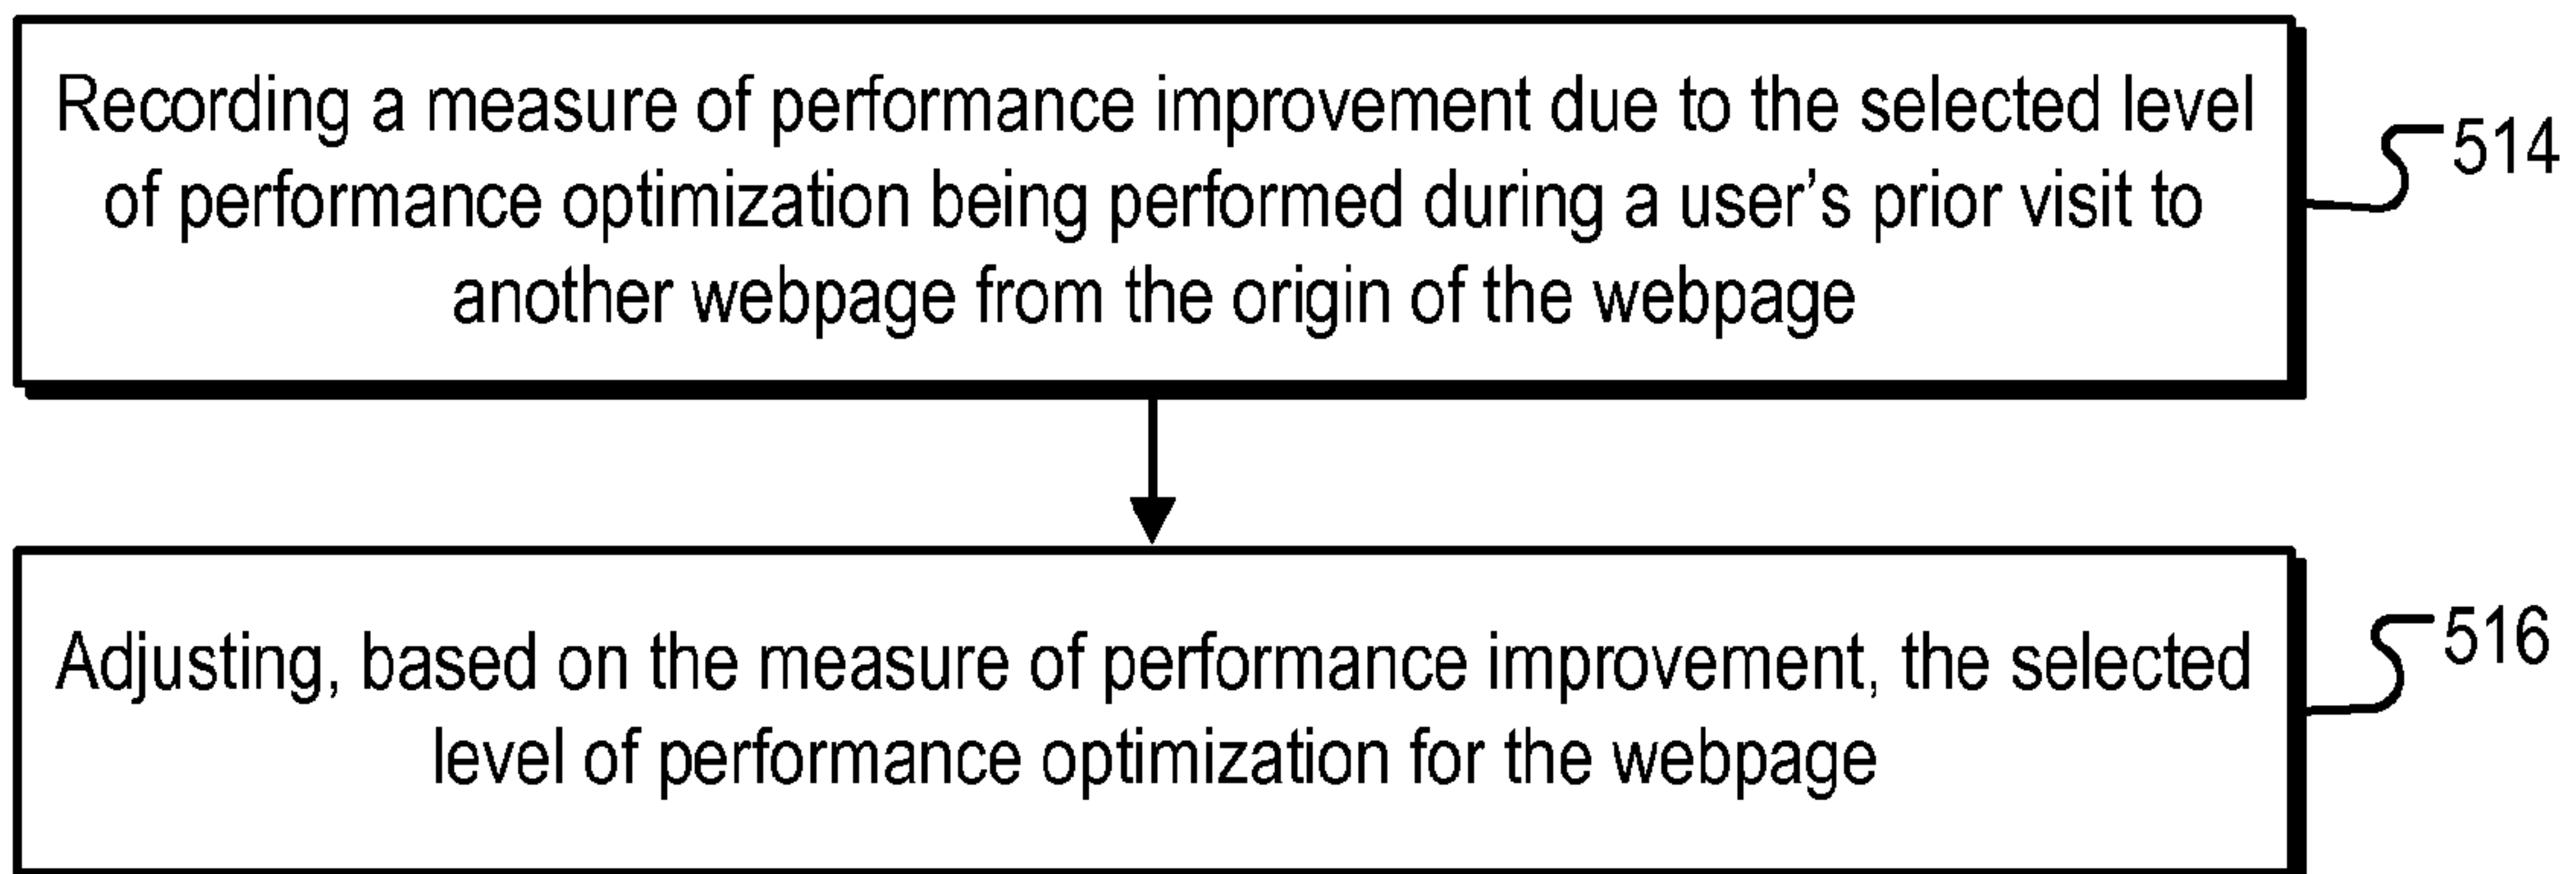 Recording a measure of performance improvement due to the selected level
of performance optimization being performed during a user’s prior visit to
another webpage from the origin of the webpage
514
Adjusting, based on the measure of performance improvement, the selected
level of performance optimization for the webpage
516